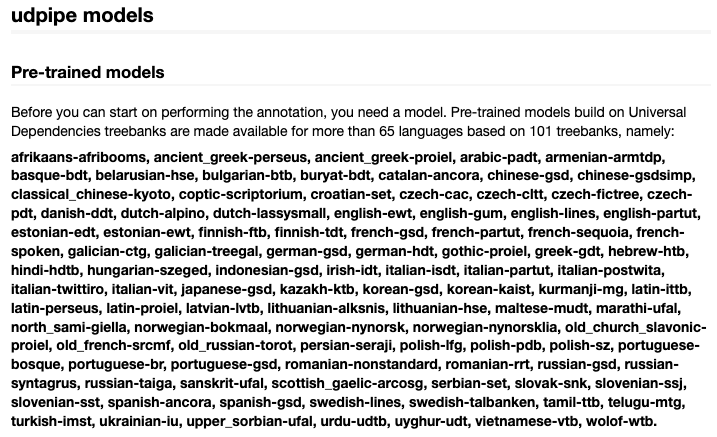 udpipe models
Pre-trained models
Before you can start on performing the annotation, you need a model. Pre-trained models build on Universal
Dependencies treebanks are made available for more than 65 languages based on 101 treebanks, namely:
afrikaans-afribooms, ancient_greek-perseus, ancient_greek-proiel, arabic-padt, armenian-armtdp,
basque-bdt, belarusian-hse, bulgarian-btb, buryat-bdt, catalan-ancora, chinese-gsd, chinese-gsdsimp,
classical_chinese-kyoto, coptic-scriptorium, croatian-set, czech-cac, czech-cltt, czech-fictree, czech-
pdt, danish-ddt, dutch-alpino, dutch-lassysmall, english-ewt, english-gum, english-lines, english-partut,
estonian-edt, estonian-ewt, finnish-ftb, finnish-tdt, french-gsd, french-partut, french-sequoia, french-
spoken, galician-ctg, galician-treegal, german-gsd, german-hdt, gothic-proiel, greek-gdt, hebrew-htb,
hindi-hdtb, hungarian-szeged, indonesian-gsd, irish-idt, italian-isdt, italian-partut, italian-postwita,
italian-twittiro, italian-vit, japanese-gsd, kazakh-ktb, korean-gsd, korean-kaist, kurmanji-mg, latin-ittb,
latin-perseus, latin-proiel, latvian-lvtb, lithuanian-alksnis, lithuanian-hse, maltese-mudt, marathi-ufal,
north_sami-giella, norwegian-bokmaal, norwegian-nynorsk, norwegian-nynorsklia, old_church_slavonic-
proiel, old_french-srcmf, old_russian-torot, persian-seraji, polish-lfg, polish-pdb, polish-sz, portuguese-
bosque, portuguese-br, portuguese-gsd, romanian-nonstandard, romanian-rrt, russian-gsd, russian-
syntagrus, russian-taiga, sanskrit-ufal, scottish_gaelic-arcosg, serbian-set, slovak-snk, slovenian-ssj,
slovenian-sst, spanish-ancora, spanish-gsd, swedish-lines, swedish-talbanken, tamil-ttb, telugu-mtg,
turkish-imst, ukrainian-iu, upper_sorbian-ufal, urdu-udtb, uyghur-udt, vietnamese-vtb, wolof-wtb.